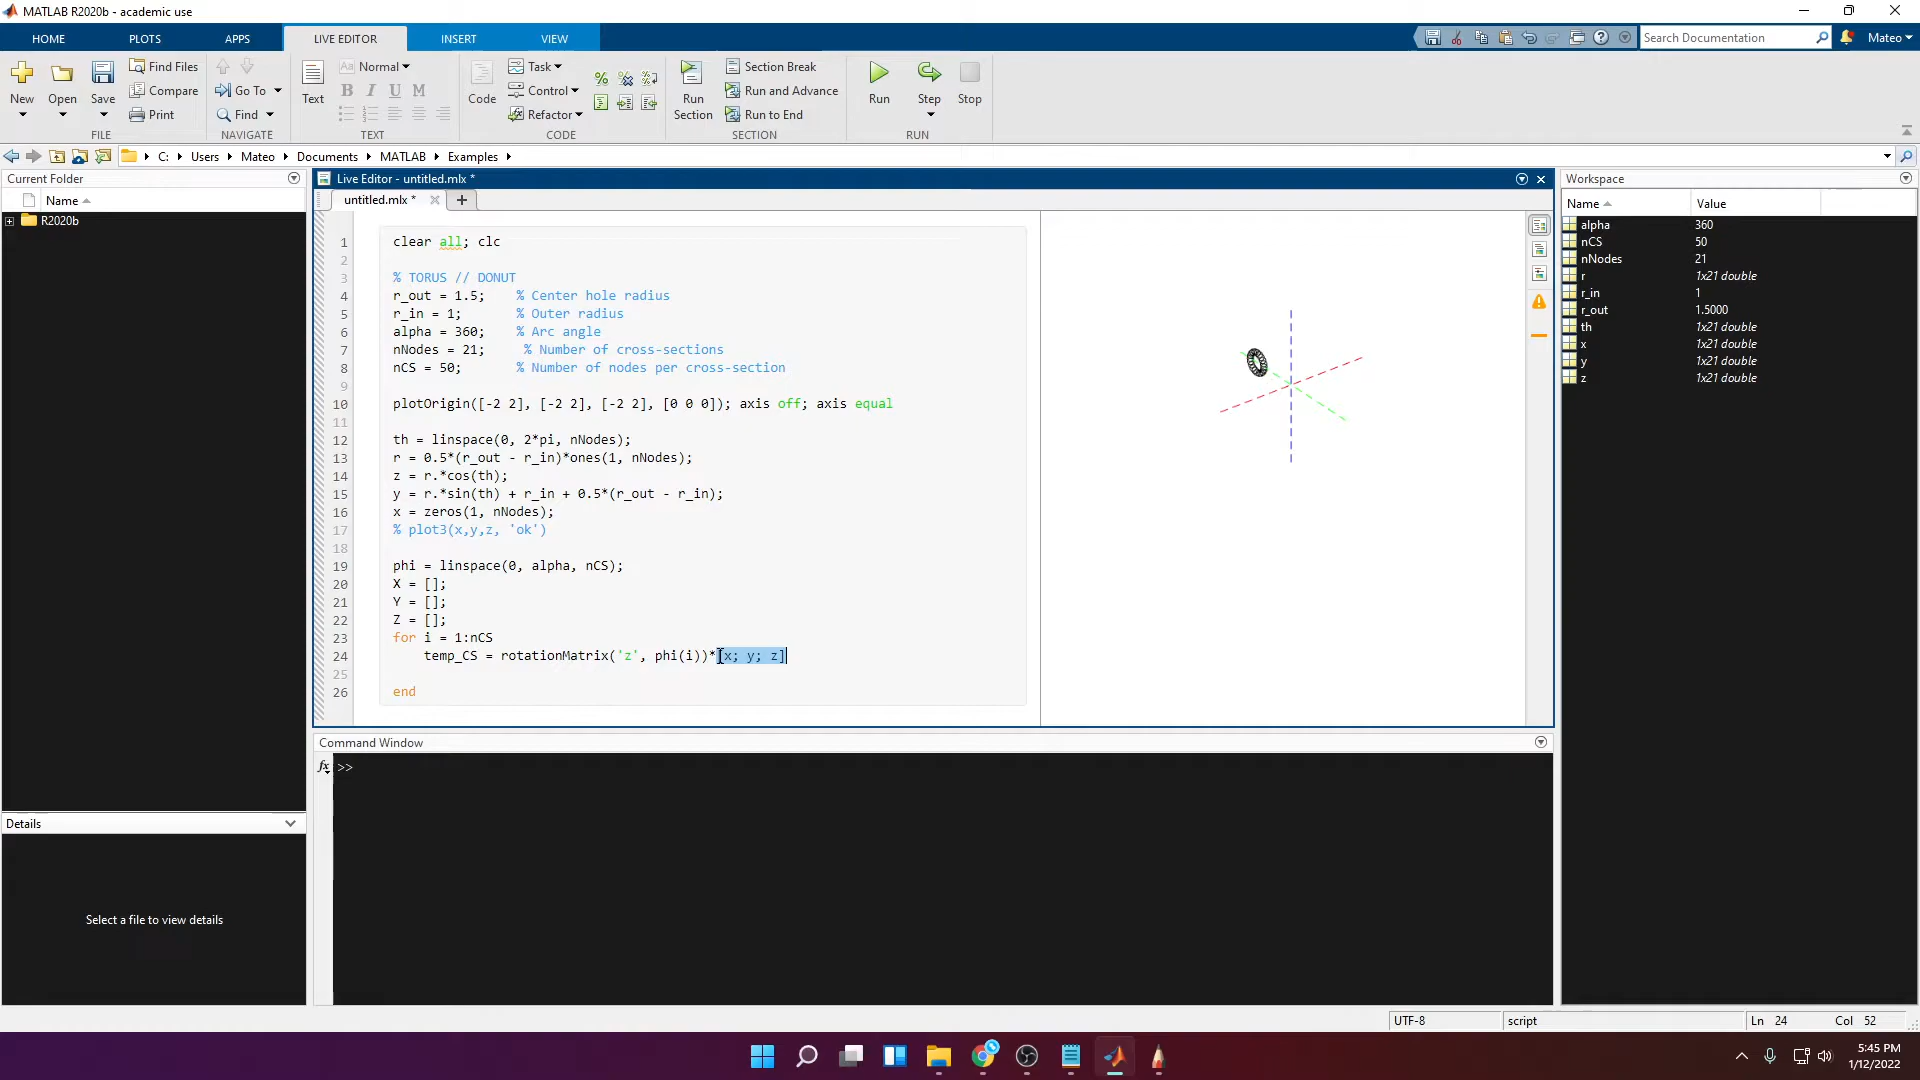 MATLAB R2020b - academic use
HOME PLOTS APPS LIVE EDITOR INSERT VIEW
Search Documentation
Mateo
New
Open
Save
Find Files
Compare
Print
FILE
Go To
Find
NAVIGATE
Text
Aa Normal
B I U M
TEXT
Code
Task
Control
Refactor
CODE
Run
Section
Section Break
Run and Advance
Run to End
SECTION
Run
Step
Stop
RUN
C: Users Mateo Documents MATLAB Examples
Current Folder
Name
R2020b
Details
Select a file to view details
Live Editor - untitled.mlx *
untitled.mlx *
1 clear all; clc
2
3 % TORUS // DONUT
4 r_out = 1.5; % Center hole radius
5 r_in = 1; % Outer radius
6 alpha = 360; % Arc angle
7 nNodes = 21; % Number of cross-sections
8 nCS = 50; % Number of nodes per cross-section
9
10 plotOrigin([-2 2], [-2 2], [-2 2], [0 0 0]); axis off; axis equal
11
12 th = linspace(0, 2*pi, nNodes);
13 r = 0.5*(r_out - r_in)*ones(1, nNodes);
14 z = r.*cos(th);
15 y = r.*sin(th) + r_in + 0.5*(r_out - r_in);
16 x = zeros(1, nNodes);
17 % plot3(x,y,z, 'ok')
18
19 phi = linspace(0, alpha, nCS);
20 X = [];
21 Y = [];
22 Z = [];
23 for i = 1:nCS
24 temp_CS = rotationMatrix('z', phi(i))*[x; y; z]
25
26 end
Command Window
fx >>
Workspace
Name Value
alpha 360
nCS 50
nNodes 21
r 1x21 double
r_in 1
r_out 1.5000
th 1x21 double
x 1x21 double
y 1x21 double
z 1x21 double
UTF-8 script Ln 24 Col 52
5:45 PM
1/12/2022